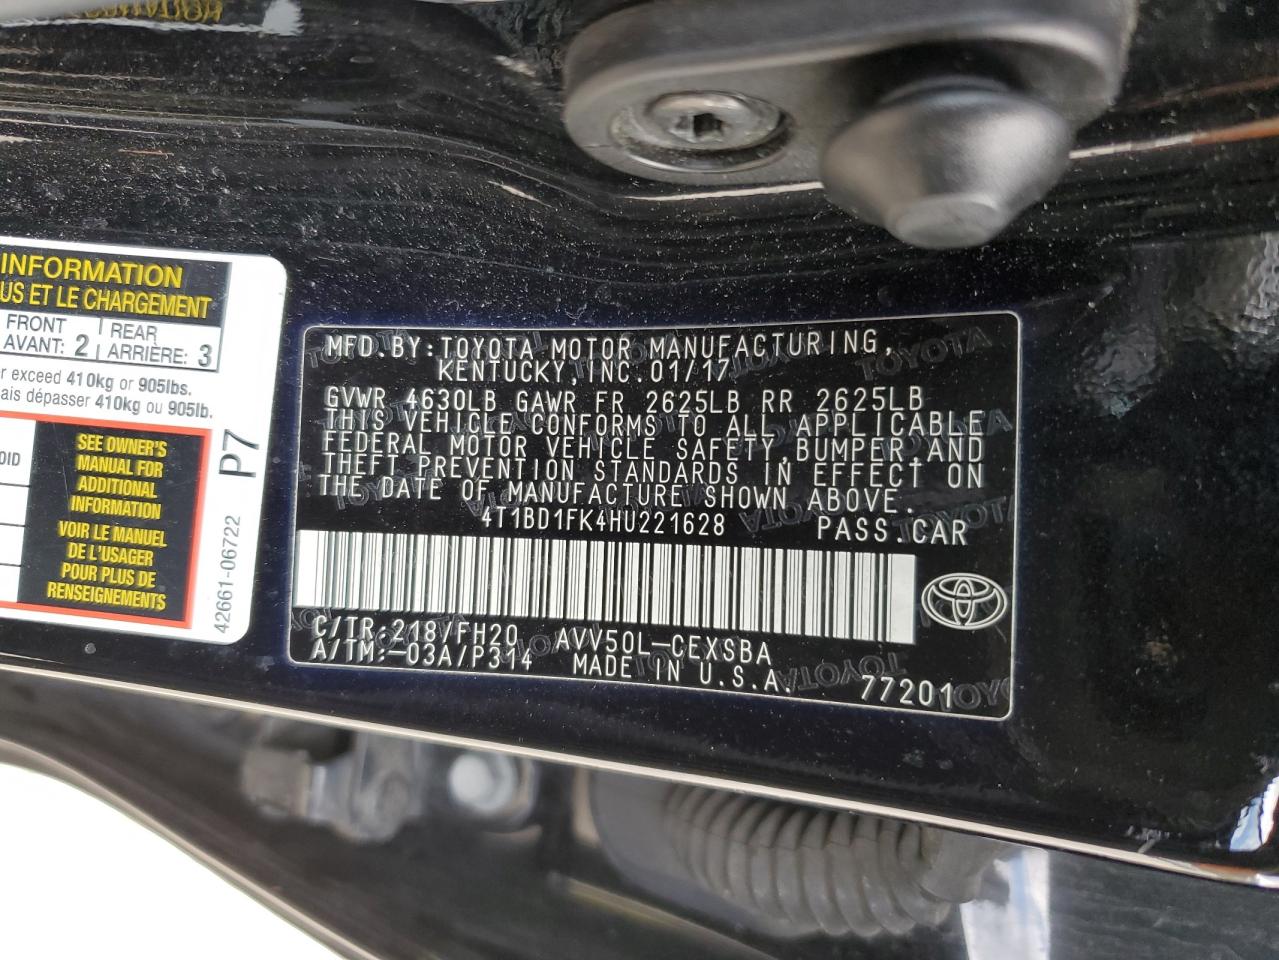 INFORMATION
US ET LE CHARGEMENT
FRONT
AVANT: 2
REAR
ARRIÈRE: 3
exceed 410kg or 905lbs.
ais dépasser 410kg ou 905lb.
OID
SEE OWNER'S
MANUAL FOR
ADDITIONAL
INFORMATION
VOIR LE MANUEL
DE L'USAGER
POUR PLUS DE
RENSEIGNEMENTS
P7
42661-06722
MFD.BY:TOYOTA MOTOR MANUFACTURING,
KENTUCKY,INC.01/17
GVWR 4630LB GAWR FR 2625LB RR 2625LB
THIS VEHICLE CONFORMS TO ALL APPLICABLE
FEDERAL MOTOR VEHICLE SAFETY,BUMPER,AND
THEFT PREVENTION STANDARDS IN EFFECT ON
THE DATE OF MANUFACTURE SHOWN ABOVE.
4T1BD1FK4HU221628 PASS CAR
C/TR 218/FH20 AVV50L-CEXSBA
A/TM:-03A/P314 MADE IN U.S.A. 77201